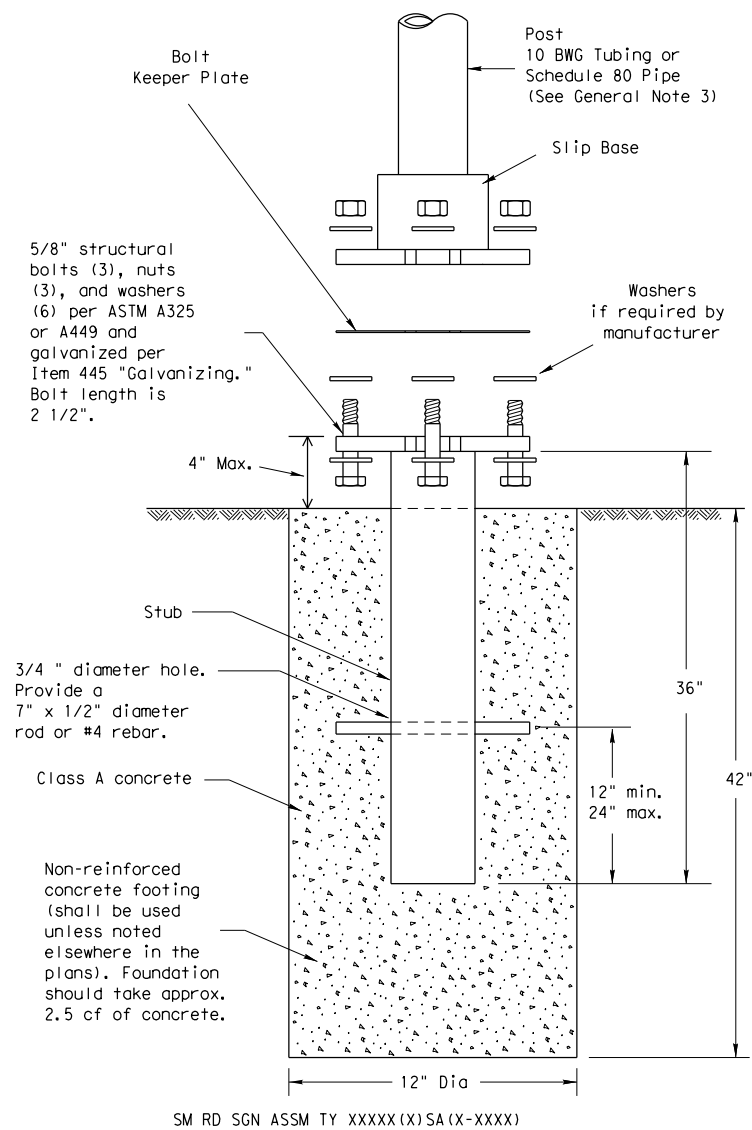 Post
10 BWG Tubing or
Schedule 80 Pipe
(See General Note 3)
Bolt
Keeper Plate
Slip Base
5/8" structural
bolts (3), nuts
(3), and washers
(6) per ASTM A325
or A449 and
galvanized per
Item 445 "Galvanizing."
Bolt length is
2 1/2".
Washers
if required by
manufacturer
4" Max.
Stub
3/4 " diameter hole.
Provide a
7" x 1/2" diameter
rod or #4 rebar.
36"
Class A concrete
42"
12" min.
24" max.
Non-reinforced
concrete footing
(shall be used
unless noted
elsewhere in the
plans). Foundation
should take approx.
2.5 cf of concrete.
12" Dia
SM RD SGN ASSM TY XXXXX(X)SA(X-XXXX)